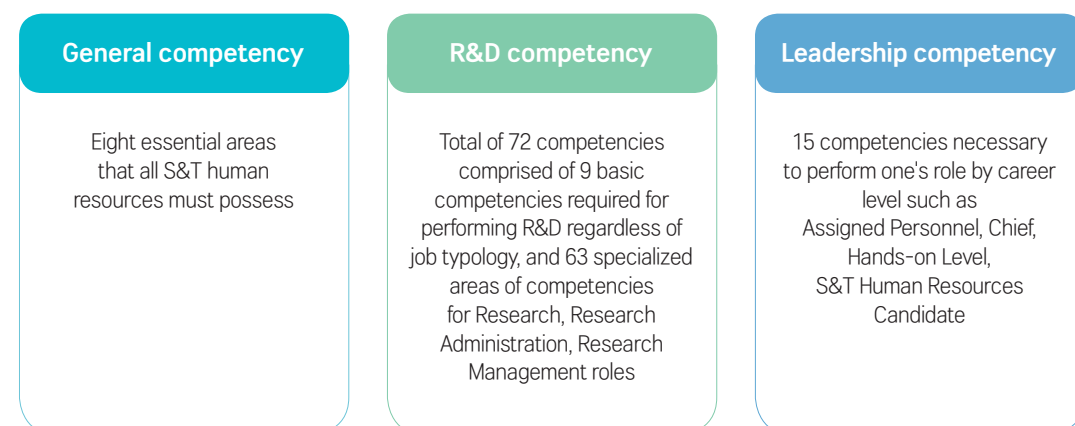 General competency
Eight essential areas
that all S&T human
resources must possess
R&D competency
Total of 72 competencies
comprised of 9 basic
competencies required for
performing R&D regardless of
job typology, and 63 specialized
areas of competencies
for Research, Research
Administration, Research
Management roles
Leadership competency
15 competencies necessary
to perform one's role by career
level such as
Assigned Personnel, Chief,
Hands-on Level,
S&T Human Resources
Candidate